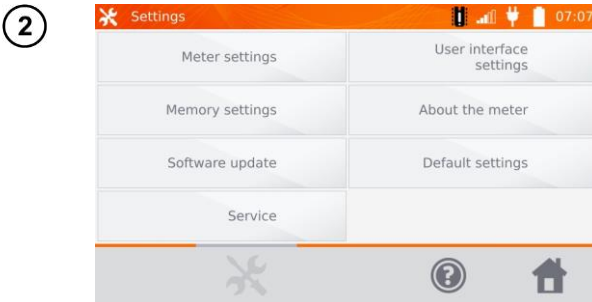 2
Settings
07:07
Meter settings
User interface
settings
Memory settings
About the meter
Software update
Default settings
Service
?